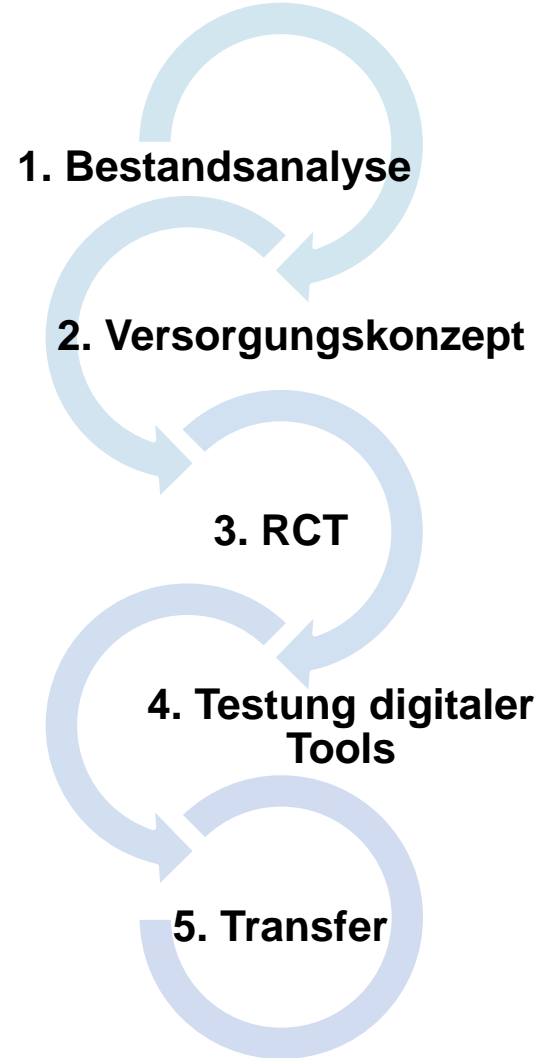 1. Bestandsanalyse
2. Versorgungskonzept
3. RCT
4. Testung digitaler
Tools
5. Transfer